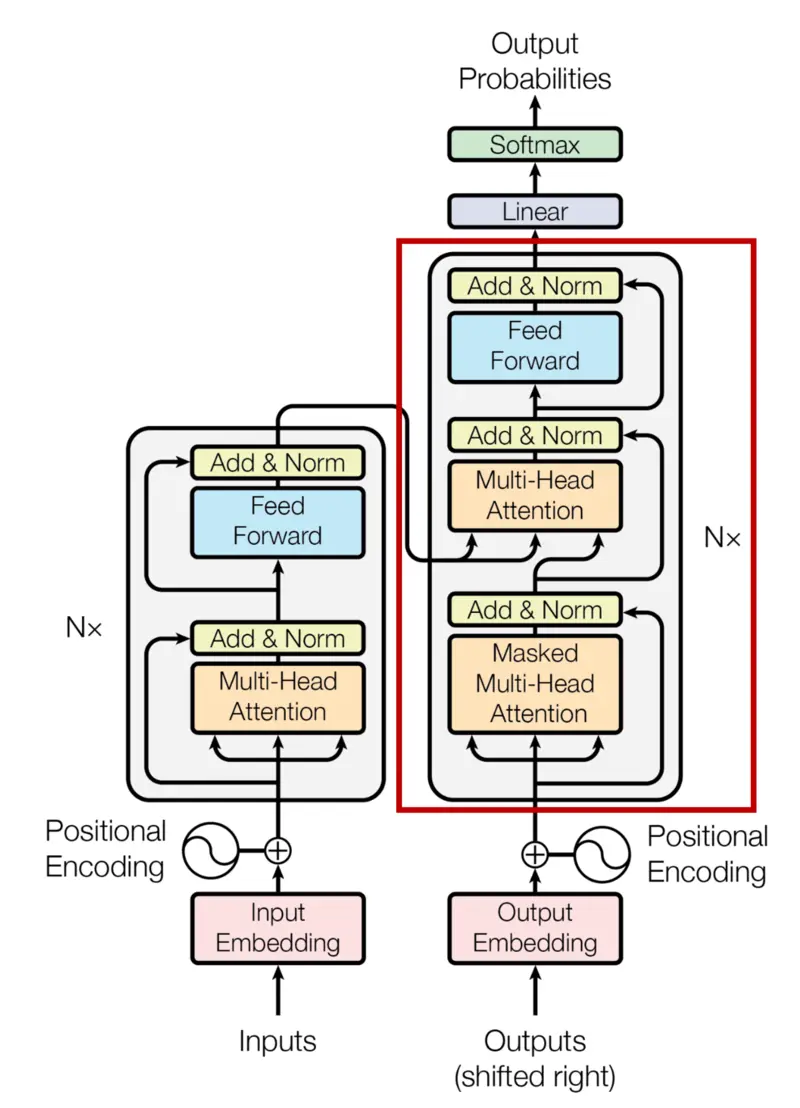 Output
Probabilities
Softmax
Linear
Add & Norm
Feed
Forward
Add & Norm
Multi-Head
Attention
Nx
Add & Norm
Masked
Multi-Head
Attention
Add & Norm
Feed
Forward
Nx
Add & Norm
Multi-Head
Attention
Positional
Encoding
Positional
Encoding
Input
Embedding
Output
Embedding
Inputs
Outputs
(shifted right)